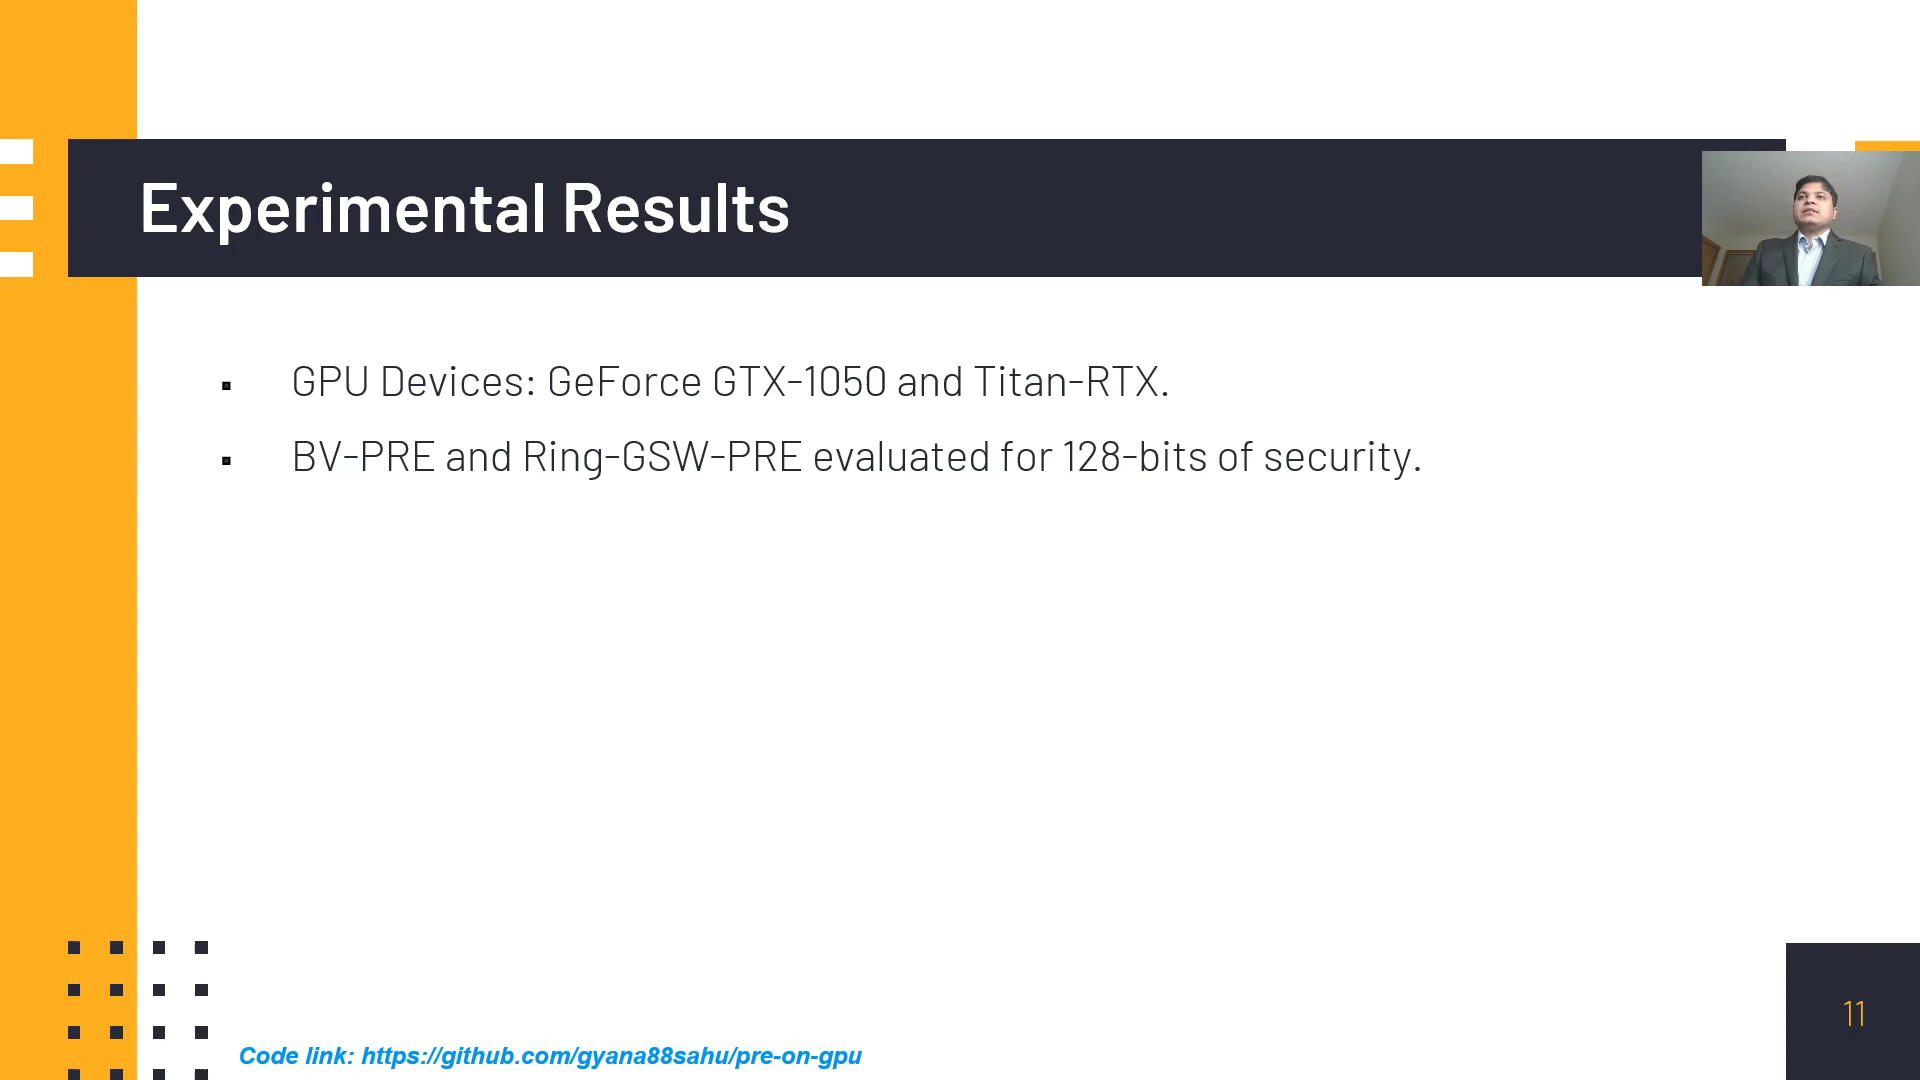 Experimental Results
▪ GPU Devices: GeForce GTX-1050 and Titan-RTX.
▪ BV-PRE and Ring-GSW-PRE evaluated for 128-bits of security.
11
Code link: https://github.com/gyana88sahu/pre-on-gpu